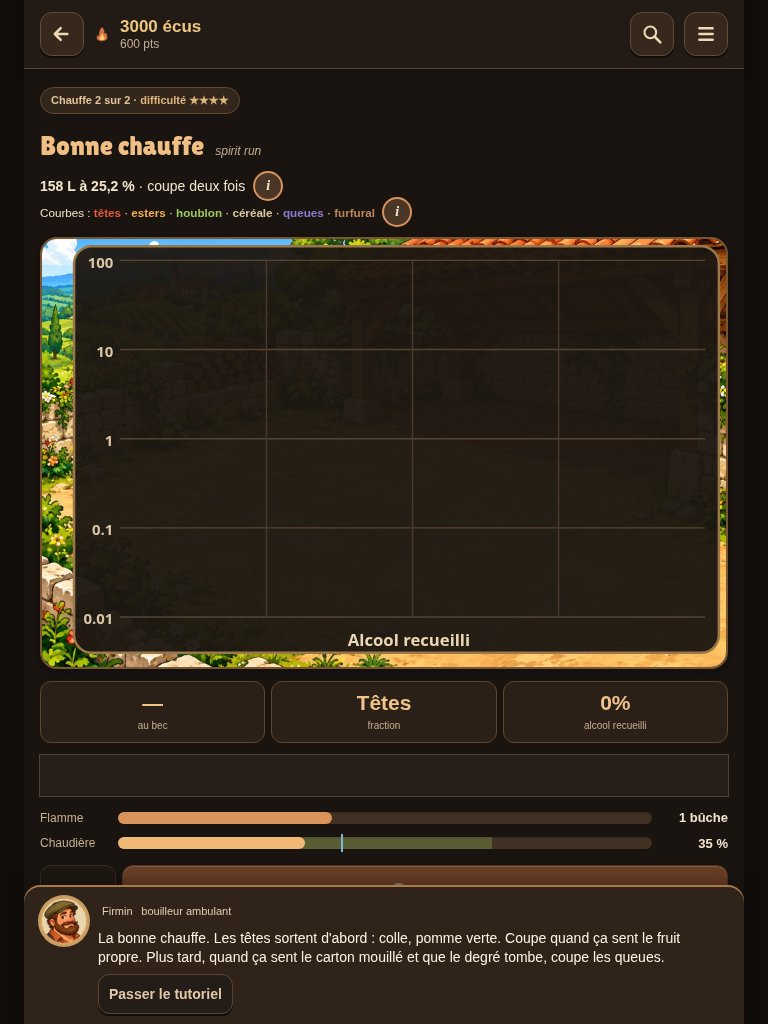 3000 écus
600 pts
Chauffe 2 sur 2 · difficulté ★★★★
Bonne chauffe spirit run
158 L à 25,2 % · coupe deux fois i
Courbes : têtes · esters · houblon · céréale · queues · furfural i
100
10
1
0.1
0.01
Alcool recueilli
— Têtes 0%
au bec fraction alcool recueilli
Flamme 1 bûche
Chaudière 35 %
Firmin bouilleur ambulant
La bonne chauffe. Les têtes sortent d'abord : colle, pomme verte. Coupe quand ça sent le fruit
propre. Plus tard, quand ça sent le carton mouillé et que le degré tombe, coupe les queues.
Passer le tutoriel